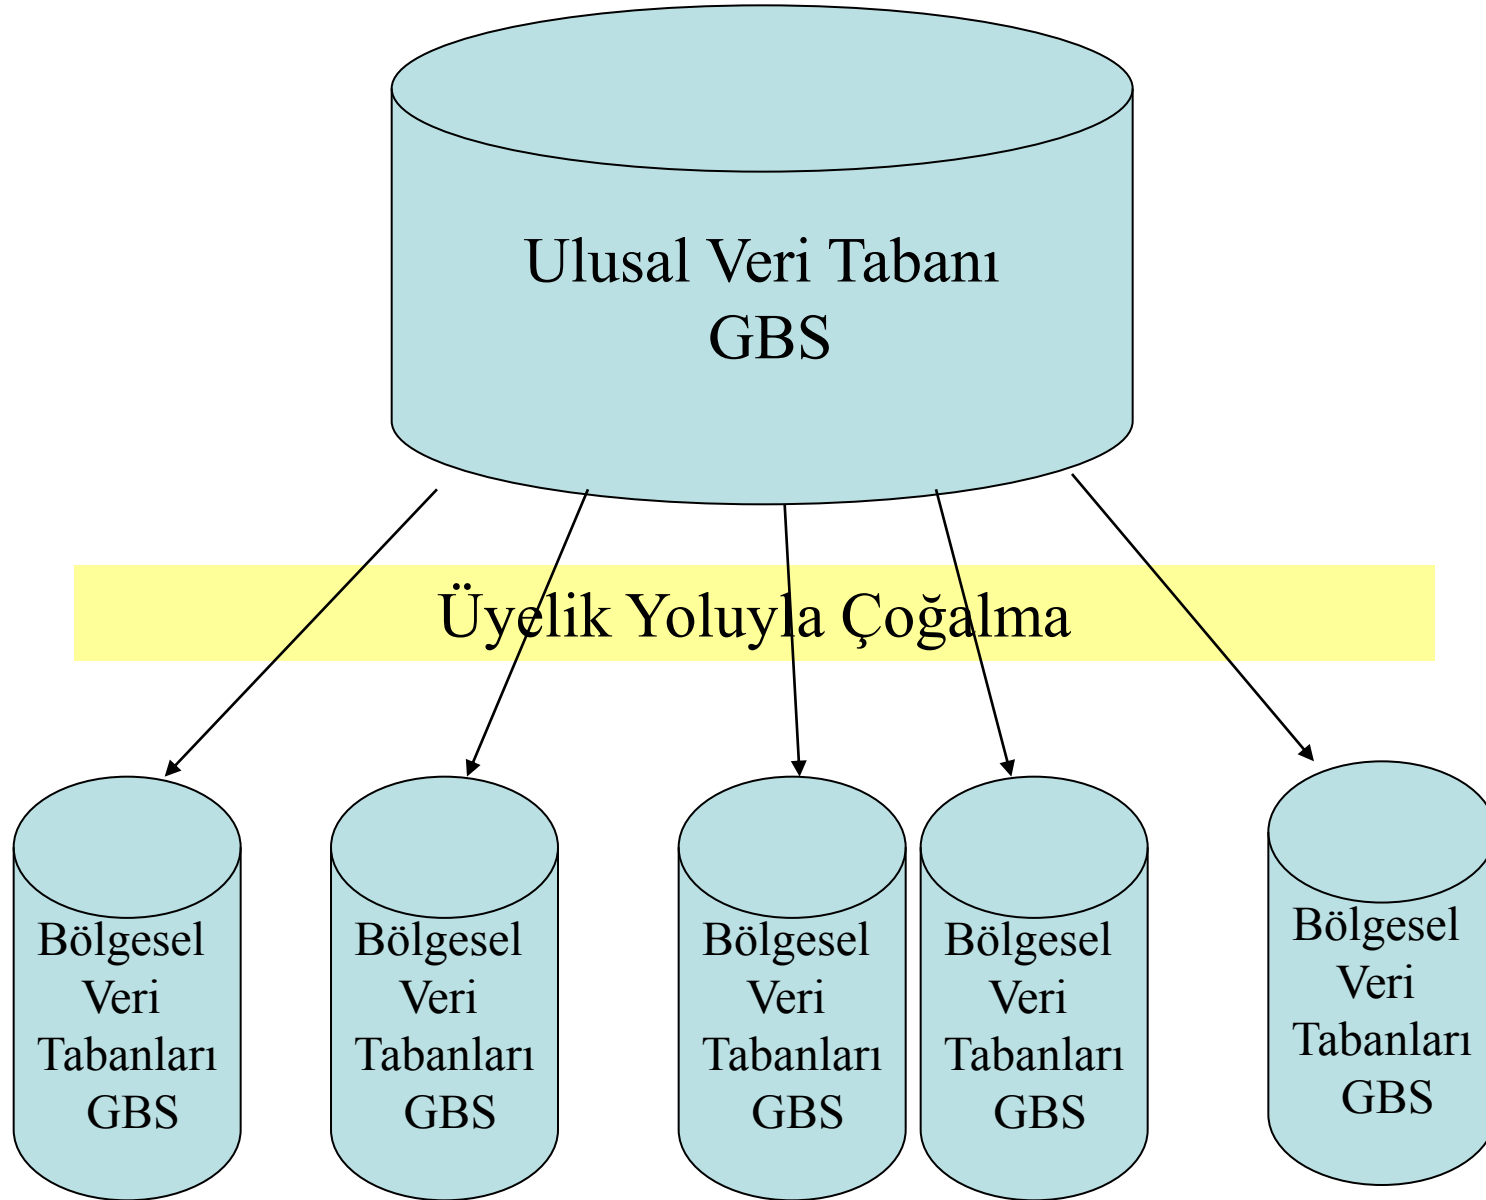 Ulusal Veri Tabanı
GBS
Üyelik Yoluyla Çoğalma
Bölgesel
Veri
Tabanları
GBS
Bölgesel
Veri
Tabanları
GBS
Bölgesel
Veri
Tabanları
GBS
Bölgesel
Veri
Tabanları
GBS
Bölgesel
Veri
Tabanları
GBS